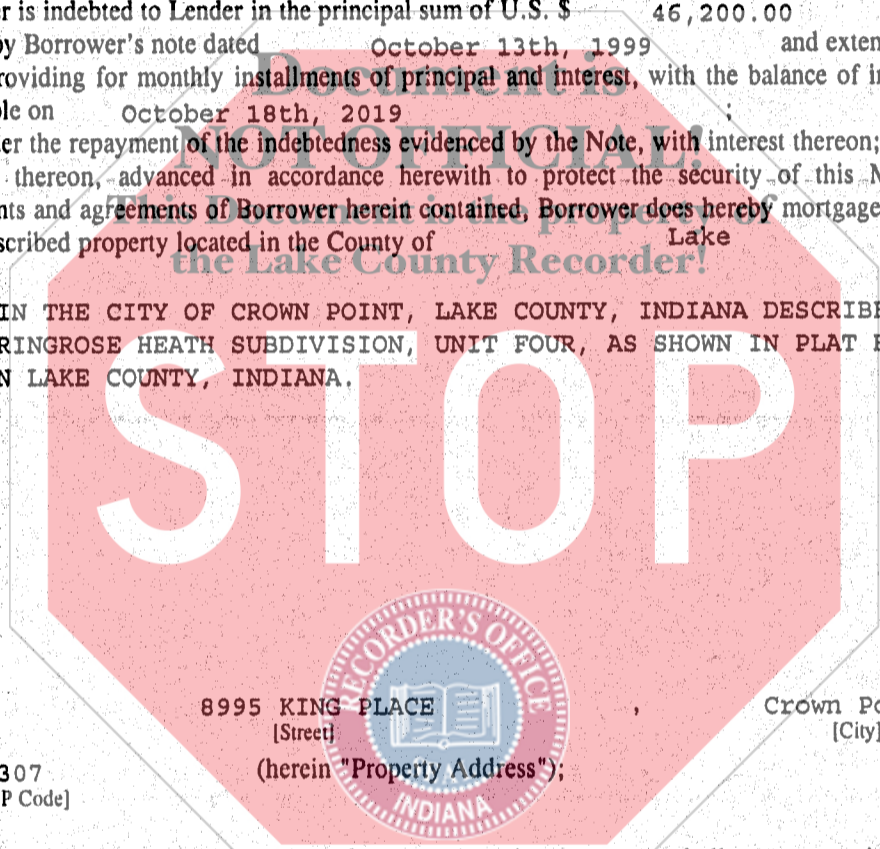 er is indebted to Lender in the principal sum of U.S. $ 46,200.00
by Borrower's note dated October 13th, 1999 and exten
roviding for monthly installments of principal and interest, with the balance of in
Document is
le on October 18th, 2019 ;
NOT OFFICIAL!
er the repayment of the indebtedness evidenced by the Note, with interest thereon;
thereon, advanced in accordance herewith to protect the security of this M
This Document is the property of
nts and agreements of Borrower herein contained, Borrower does hereby mortgage
scribed property located in the County of Lake
the Lake County Recorder!
IN THE CITY OF CROWN POINT, LAKE COUNTY, INDIANA DESCRIBE
RINGROSE HEATH SUBDIVISION, UNIT FOUR, AS SHOWN IN PLAT B
N LAKE COUNTY, INDIANA.
STOP
RECORDER'S OFFICE
8995 KING PLACE , Crown Po
[Street] [City]
307 (herein "Property Address");
P Code]
INDIANA